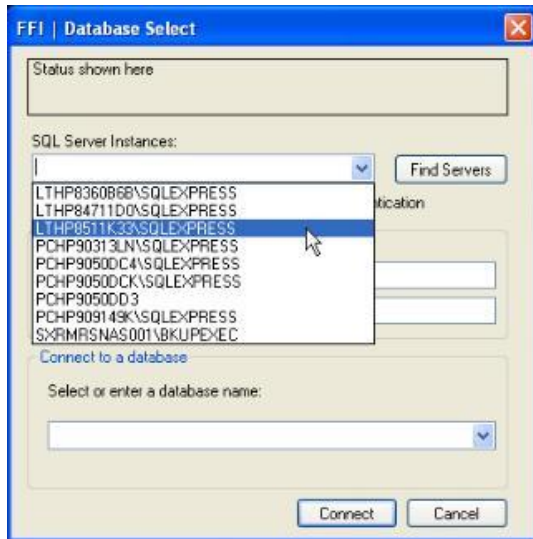 FFI | Database Select
Status shown here
SQL Server Instances:
Find Servers
LTHP8360B6B\SQLEXPRESS
LTHP84711D0\SQLEXPRESS
tication
LTHP8511K33\SQLEXPRESS
PCHP90313LN\SQLEXPRESS
PCHP9050DC4\SQLEXPRESS
PCHP9050DCK\SQLEXPRESS
PCHP9050DD3
PCHP909149K\SQLEXPRESS
SXRMRSNAS001\BKUPEXEC
Connect to a database
Select or enter a database name:
Connect
Cancel